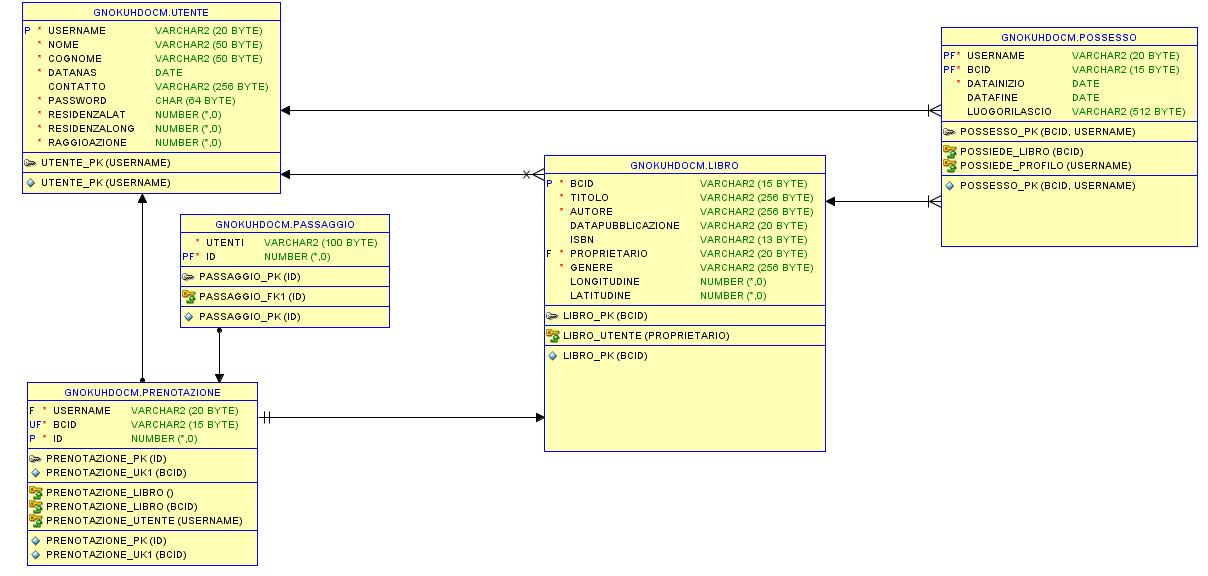 GNOKUHDOCM.UTENTE
P * USERNAME VARCHAR2 (20 BYTE)
* NOME VARCHAR2 (50 BYTE)
* COGNOME VARCHAR2 (50 BYTE)
* DATANAS DATE
CONTATTO VARCHAR2 (256 BYTE)
* PASSWORD CHAR (64 BYTE)
* RESIDENZALAT NUMBER (*,0)
* RESIDENZALONG NUMBER (*,0)
* RAGGIOAZIONE NUMBER (*,0)
UTENTE_PK (USERNAME)
UTENTE_PK (USERNAME)
GNOKUHDOCM.POSSESSO
PF* USERNAME VARCHAR2 (20 BYTE)
PF* BCID VARCHAR2 (15 BYTE)
* DATAINIZIO DATE
DATAFINE DATE
LUOGORILASCIO VARCHAR2 (512 BYTE)
POSSESSO_PK (BCID, USERNAME)
POSSIEDE_LIBRO (BCID)
POSSIEDE_PROFILO (USERNAME)
POSSESSO_PK (BCID, USERNAME)
GNOKUHDOCM.LIBRO
P * BCID VARCHAR2 (15 BYTE)
* TITOLO VARCHAR2 (256 BYTE)
* AUTORE VARCHAR2 (256 BYTE)
DATAPUBBLICAZIONE VARCHAR2 (20 BYTE)
ISBN VARCHAR2 (13 BYTE)
F * PROPRIETARIO VARCHAR2 (20 BYTE)
* GENERE VARCHAR2 (256 BYTE)
LONGITUDINE NUMBER (*,0)
LATITUDINE NUMBER (*,0)
LIBRO_PK (BCID)
LIBRO_UTENTE (PROPRIETARIO)
LIBRO_PK (BCID)
GNOKUHDOCM.PASSAGGIO
* UTENTI VARCHAR2 (100 BYTE)
PF* ID NUMBER (*,0)
PASSAGGIO_PK (ID)
PASSAGGIO_FK1 (ID)
PASSAGGIO_PK (ID)
GNOKUHDOCM.PRENOTAZIONE
F * USERNAME VARCHAR2 (20 BYTE)
UF* BCID VARCHAR2 (15 BYTE)
P * ID NUMBER (*,0)
PRENOTAZIONE_PK (ID)
PRENOTAZIONE_UK1 (BCID)
PRENOTAZIONE_LIBRO ()
PRENOTAZIONE_LIBRO (BCID)
PRENOTAZIONE_UTENTE (USERNAME)
PRENOTAZIONE_PK (ID)
PRENOTAZIONE_UK1 (BCID)